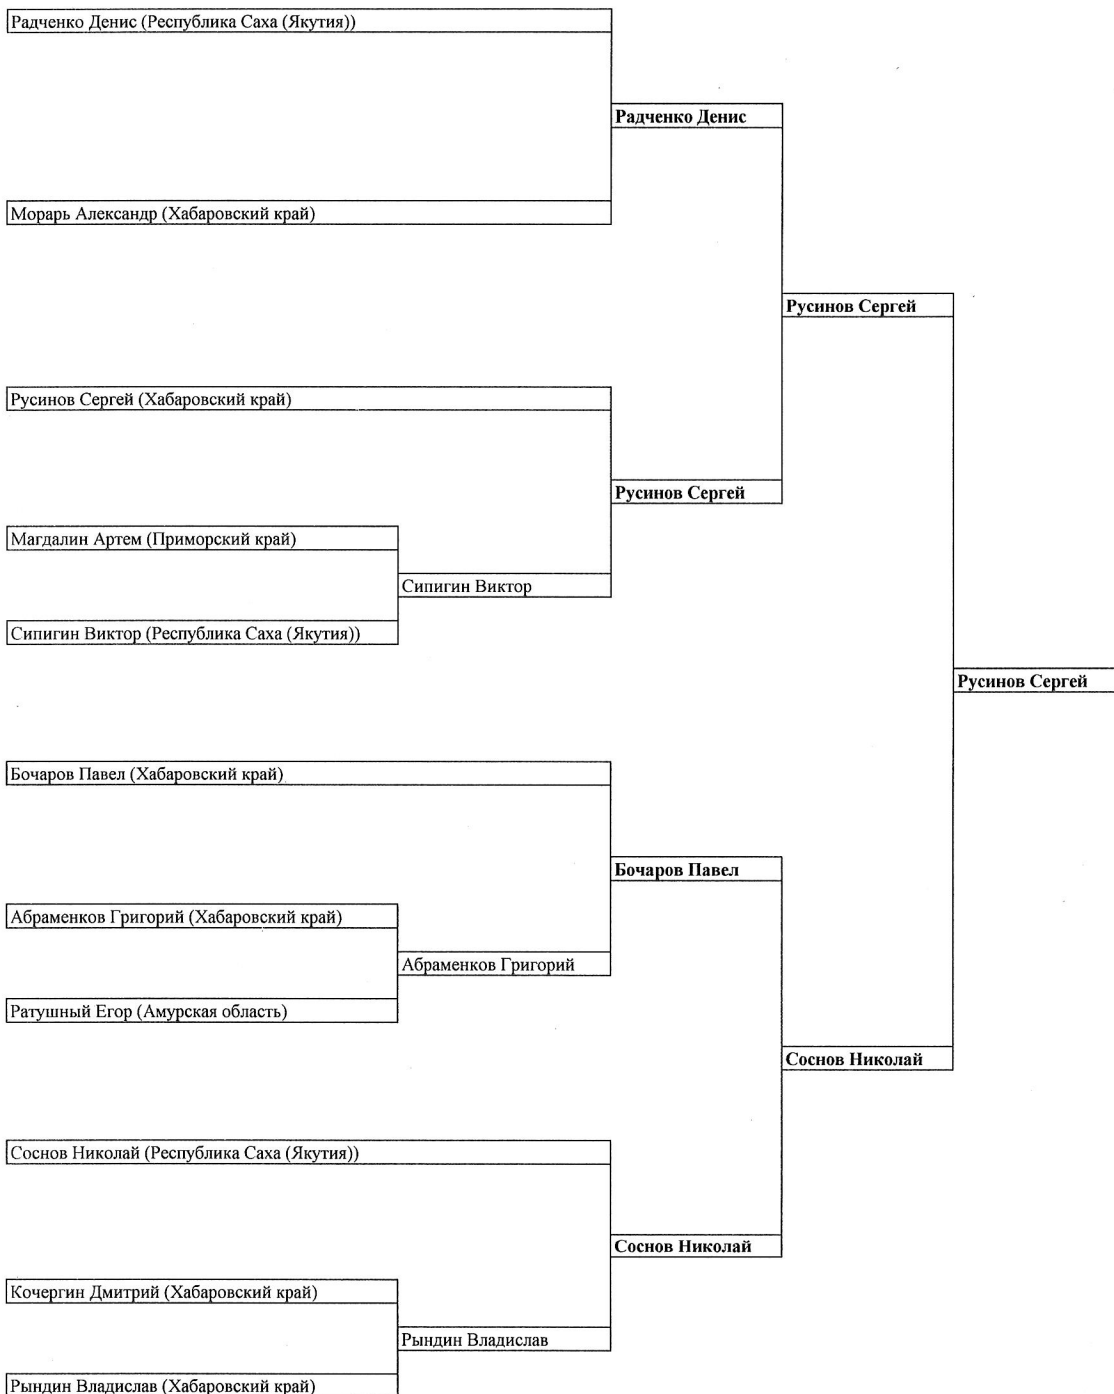 Радченко Денис (Республика Саха (Якутия))
Радченко Денис
Морарь Александр (Хабаровский край)
Русинов Сергей
Русинов Сергей (Хабаровский край)
Русинов Сергей
Магдалин Артем (Приморский край)
Сипигин Виктор
Сипигин Виктор (Республика Саха (Якутия))
Русинов Сергей
Бочаров Павел (Хабаровский край)
Бочаров Павел
Абраменков Григорий (Хабаровский край)
Абраменков Григорий
Ратушный Егор (Амурская область)
Соснов Николай
Соснов Николай (Республика Саха (Якутия))
Соснов Николай
Кочергин Дмитрий (Хабаровский край)
Рындин Владислав
Рындин Владислав (Хабаровский край)